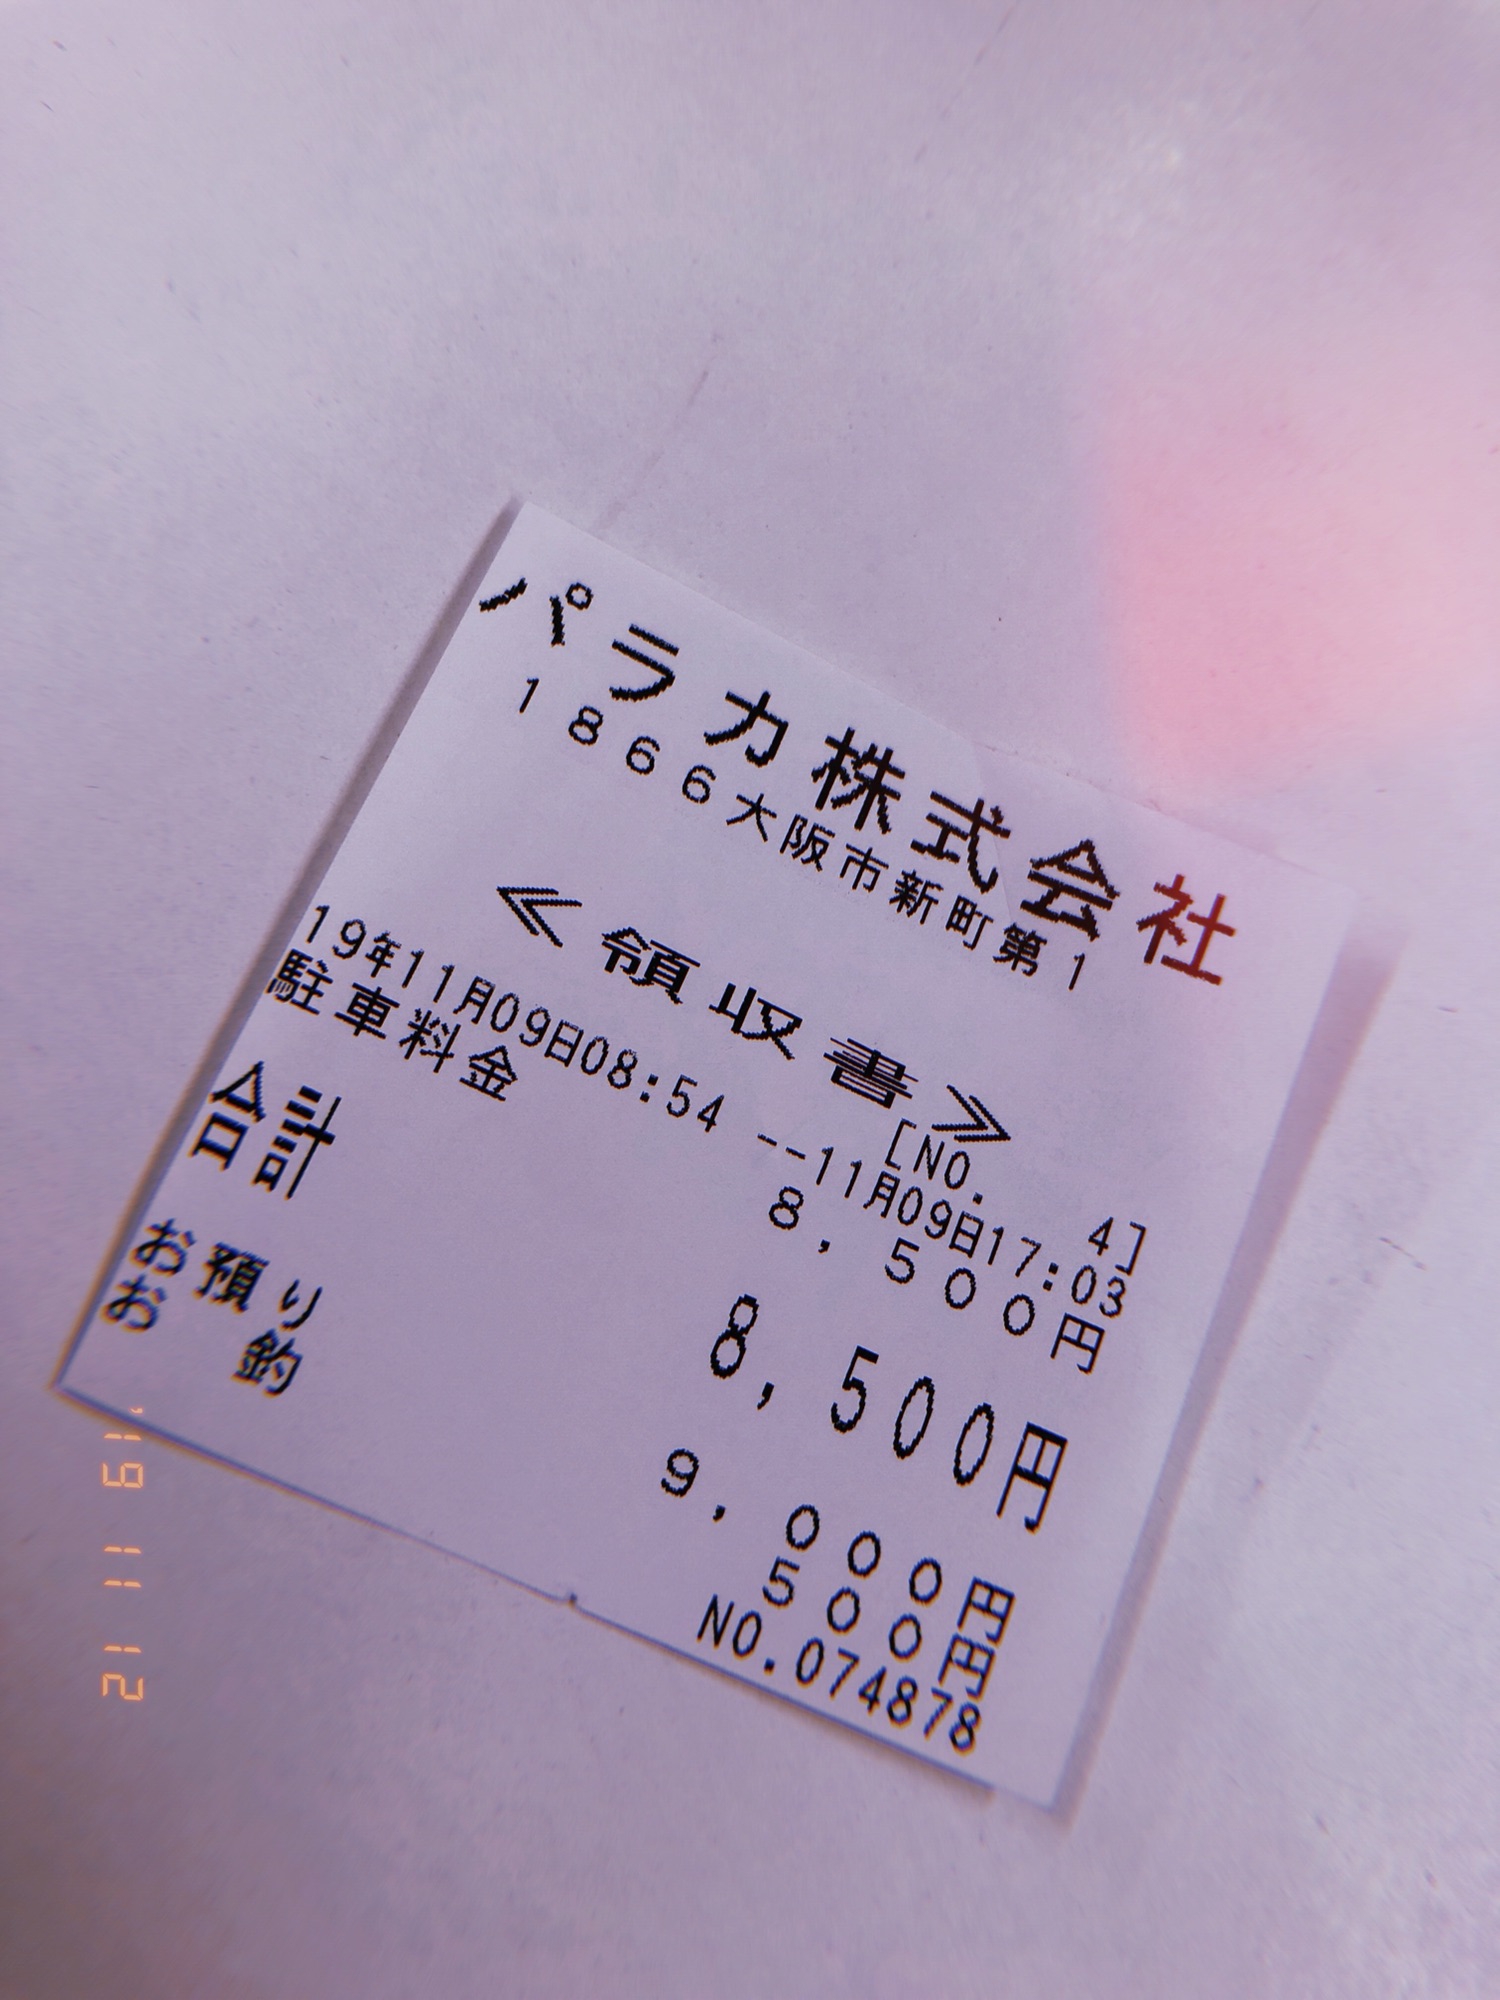 パラカ株式会社
1866大阪市新町第1
≪領収書≫
[NO. 4]
19年11月09日08:54 --11月09日17:03
駐車料金 8,500円
合計 8,500円
お預り 9,000円
お釣 500円
NO.074878
'19 11 12